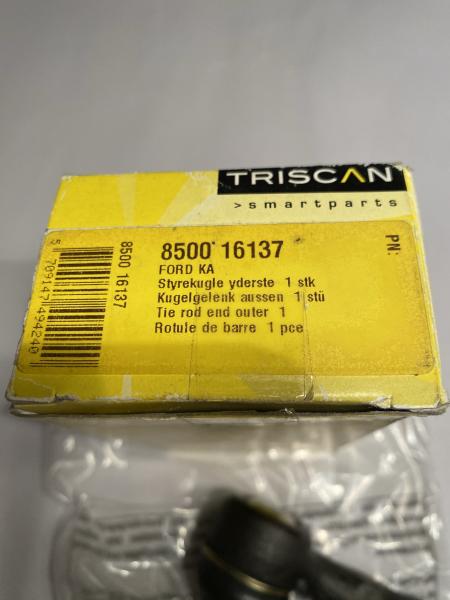 TRISCAN
>smartparts
8500 16137
FORD KA
Styrekugle yderste 1 stk
Kugelgelenk aussen 1 stü
Tie rod end outer 1
Rotule de barre 1 pce
PN:
8500 16137
5 709147 494240